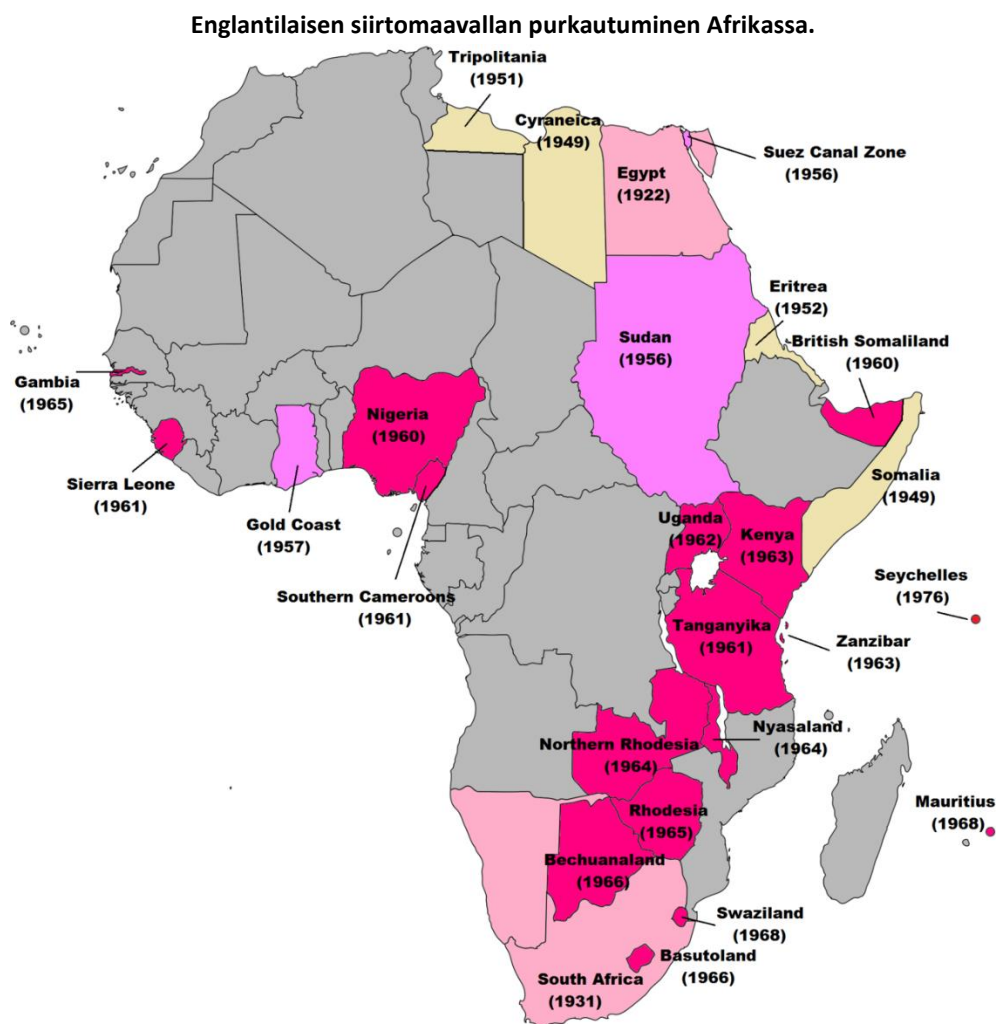 Englantilaisen siirtomaavallan purkautuminen Afrikassa.
Tripolitania
(1951)
Cyraneica
(1949)
Suez Canal Zone
(1956)
Egypt
(1922)
Eritrea
(1952)
British Somaliland
(1960)
Sudan
(1956)
Gambia
(1965)
Nigeria
(1960)
Sierra Leone
(1961)
Gold Coast
(1957)
Somalia
(1949)
Uganda
(1962)
Kenya
(1963)
Southern Cameroons
(1961)
Seychelles
(1976)
Tanganyika
(1961)
Zanzibar
(1963)
Nyasaland
(1964)
Northern Rhodesia
(1964)
Mauritius
(1968)
Rhodesia
(1965)
Bechuanaland
(1966)
Swaziland
(1968)
Basutoland
(1966)
South Africa
(1931)